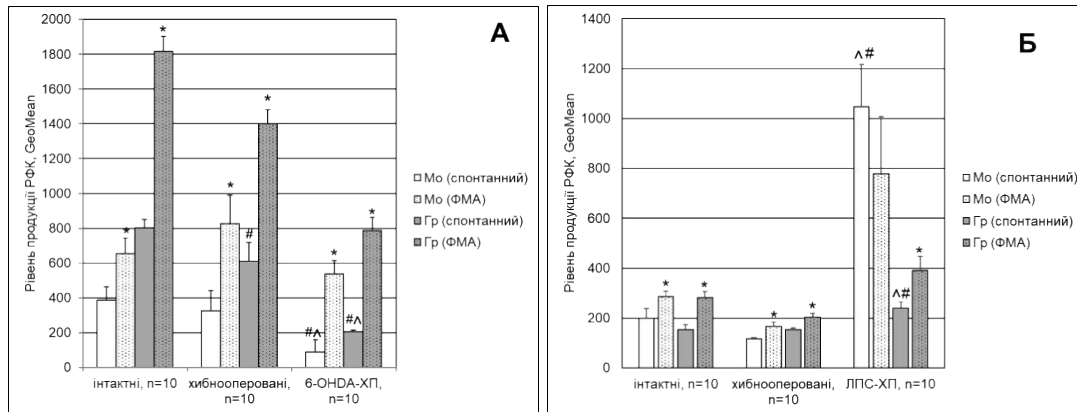 А
Рівень продукції РФК, GeoMean
2000
1800
1600
1400
1200
1000
800
600
400
200
0
*
*
*
#
*
#^
*
#^
*
інтактні, n=10
хибнооперовані,
n=10
6-OHDA-ХП,
n=10
Мо (спонтанний)
Мо (ФМА)
Гр (спонтанний)
Гр (ФМА)
Б
Рівень продукції РФК, GeoMean
1400
1200
1000
800
600
400
200
0
*
*
*
*
^#
^#
*
інтактні, n=10
хибнооперовані,
n=10
ЛПС-ХП, n=10
Мо (спонтанний)
Мо (ФМА)
Гр (спонтанний)
Гр (ФМА)